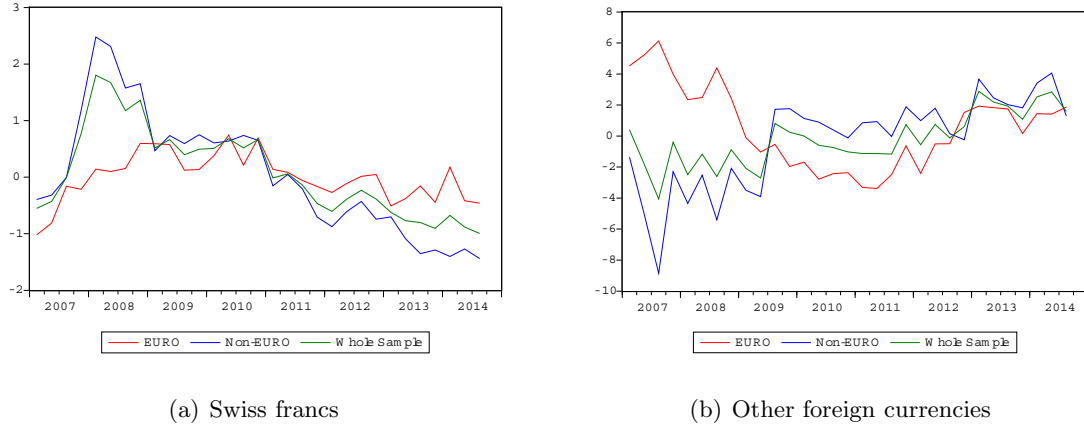 3
2
1
0
-1
-2
2007 2008 2009 2010 2011 2012 2013 2014
EURO Non-EURO Whole Sample
(a) Swiss francs
8
6
4
2
0
-2
-4
-6
-8
-10
2007 2008 2009 2010 2011 2012 2013 2014
EURO Non-EURO Whole Sample
(b) Other foreign currencies